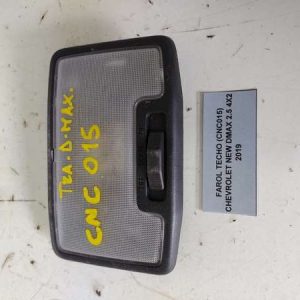 TRA. D-MAX.
CNC 015
FAROL TECHO (CNC015)
CHEVROLET NEW DMAX 2.5 4X2
2019